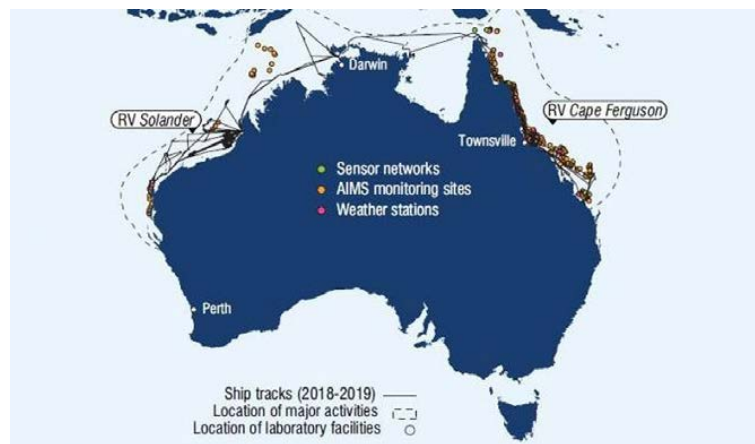 Darwin
RV Solander
RV Cape Ferguson
Townsville
Sensor networks
AIMS monitoring sites
Weather stations
Perth
Ship tracks (2018-2019)
Location of major activities
Location of laboratory facilities